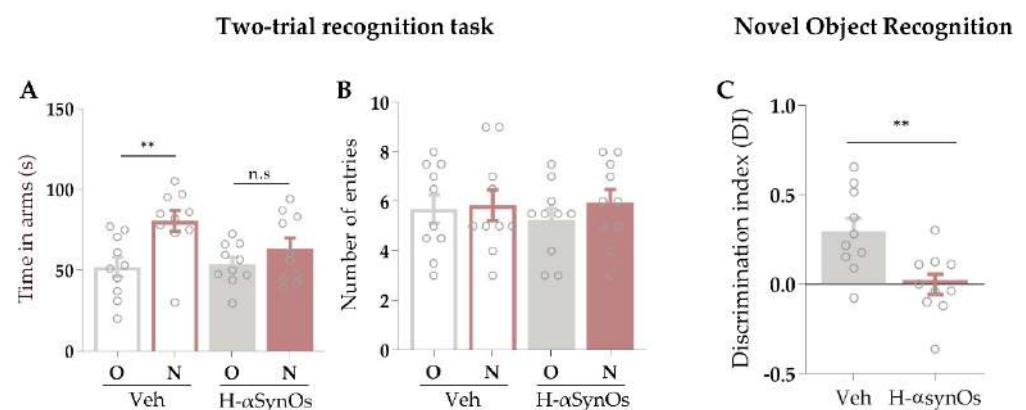 Two-trial recognition task
Novel Object Recognition
A
150
100
50
0
Time in arms (s)
**
n.s
O N O N
Veh H-αSynOs
B
10
8
6
4
2
0
Number of entries
O N O N
Veh H-αSynOs
C
1.0
0.5
0.0
-0.5
Discrimination index (DI)
**
Veh H-αsynOs